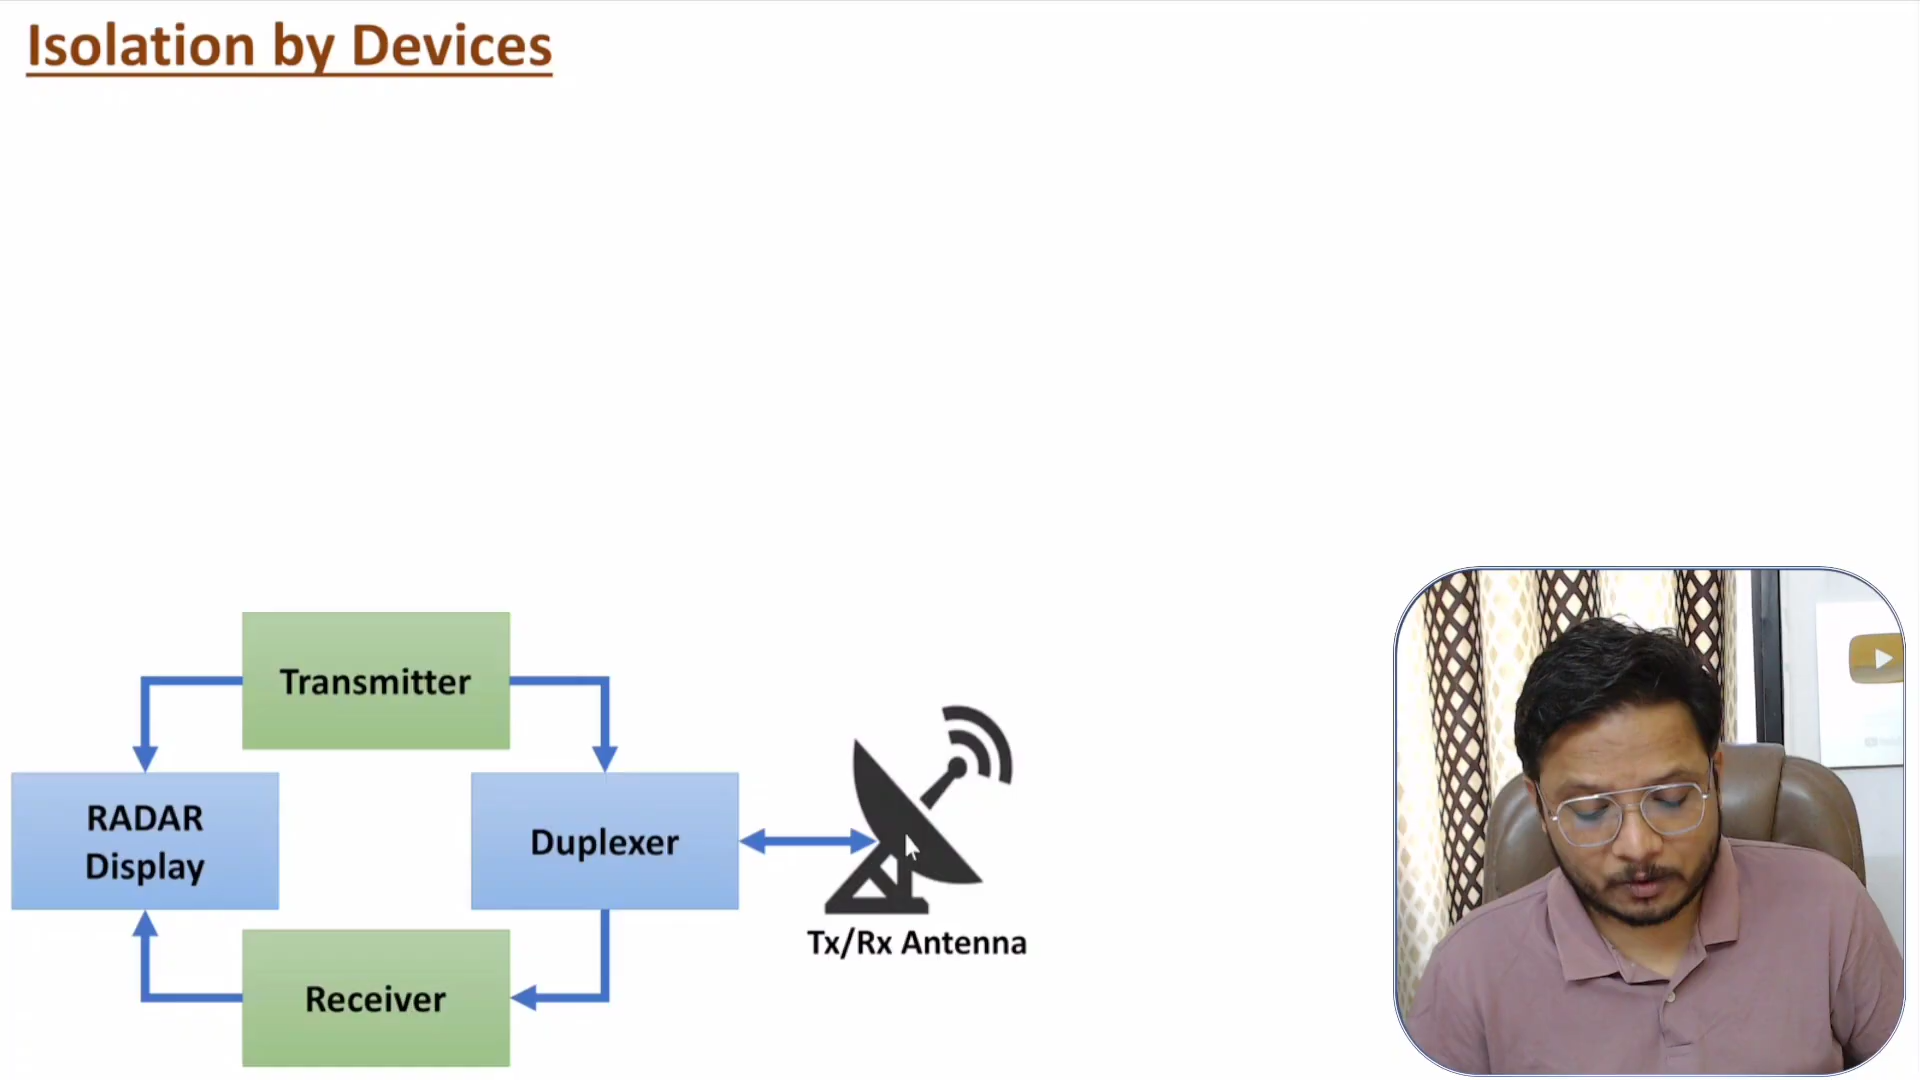 Isolation by Devices
Transmitter
RADAR
Display
Duplexer
Tx/Rx Antenna
Receiver